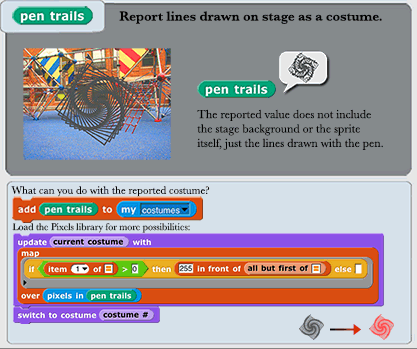 pen trails
Report lines drawn on stage as a costume.
pen trails
The reported value does not include
the stage background or the sprite
itself, just the lines drawn with the pen.
What can you do with the reported costume?
add pen trails to my costumes
Load the Pixels library for more possibilities:
update current costume with
map
if item 1 of > 0 then 255 in front of all but first of else
over pixels in pen trails
switch to costume costume #